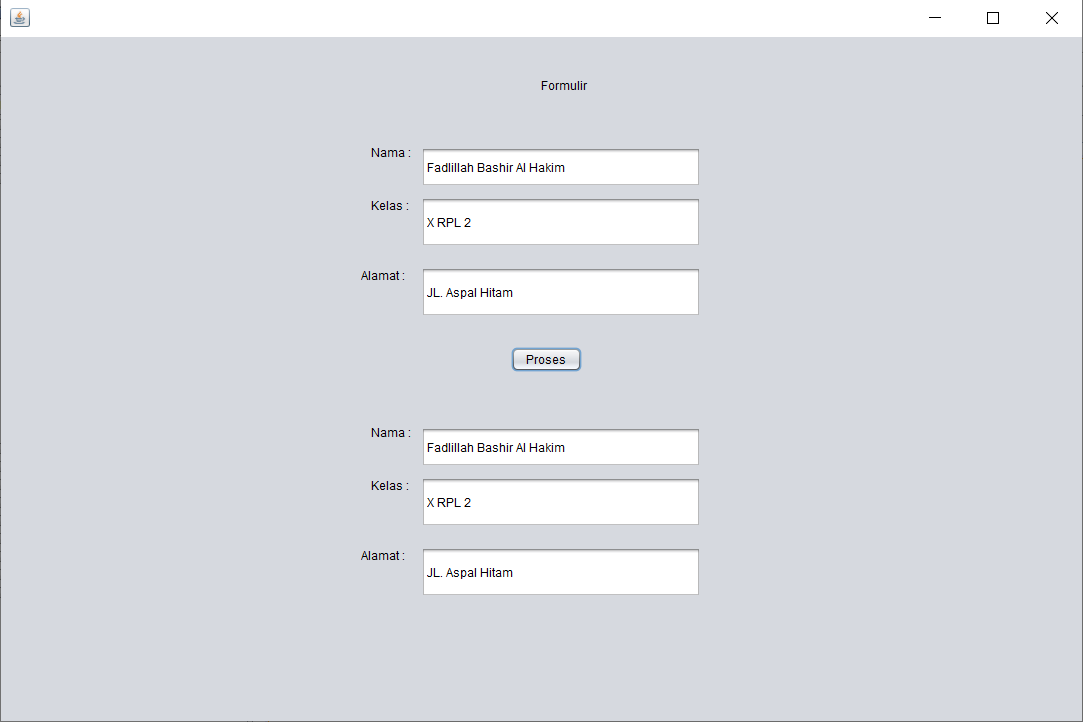 Formulir
Nama : Fadlillah Bashir Al Hakim
Kelas : X RPL 2
Alamat : JL. Aspal Hitam
Proses
Nama : Fadlillah Bashir Al Hakim
Kelas : X RPL 2
Alamat : JL. Aspal Hitam